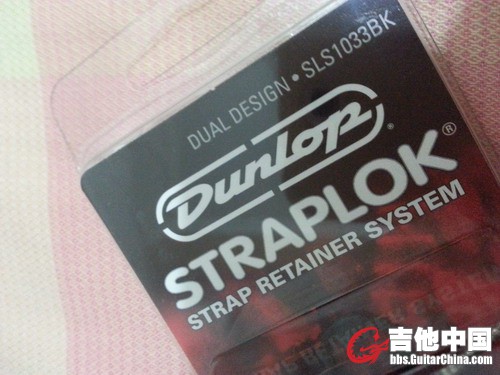 DUAL DESIGN • SLS1033BK
DUNLOP®
STRAPLOK®
STRAP RETAINER SYSTEM
吉他中国
bbs.GuitarChina.com